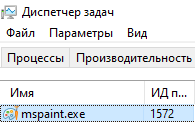 Диспетчер задач
Файл Параметры Вид
Процессы Производительность
Имя ИД п...
mspaint.exe 1572